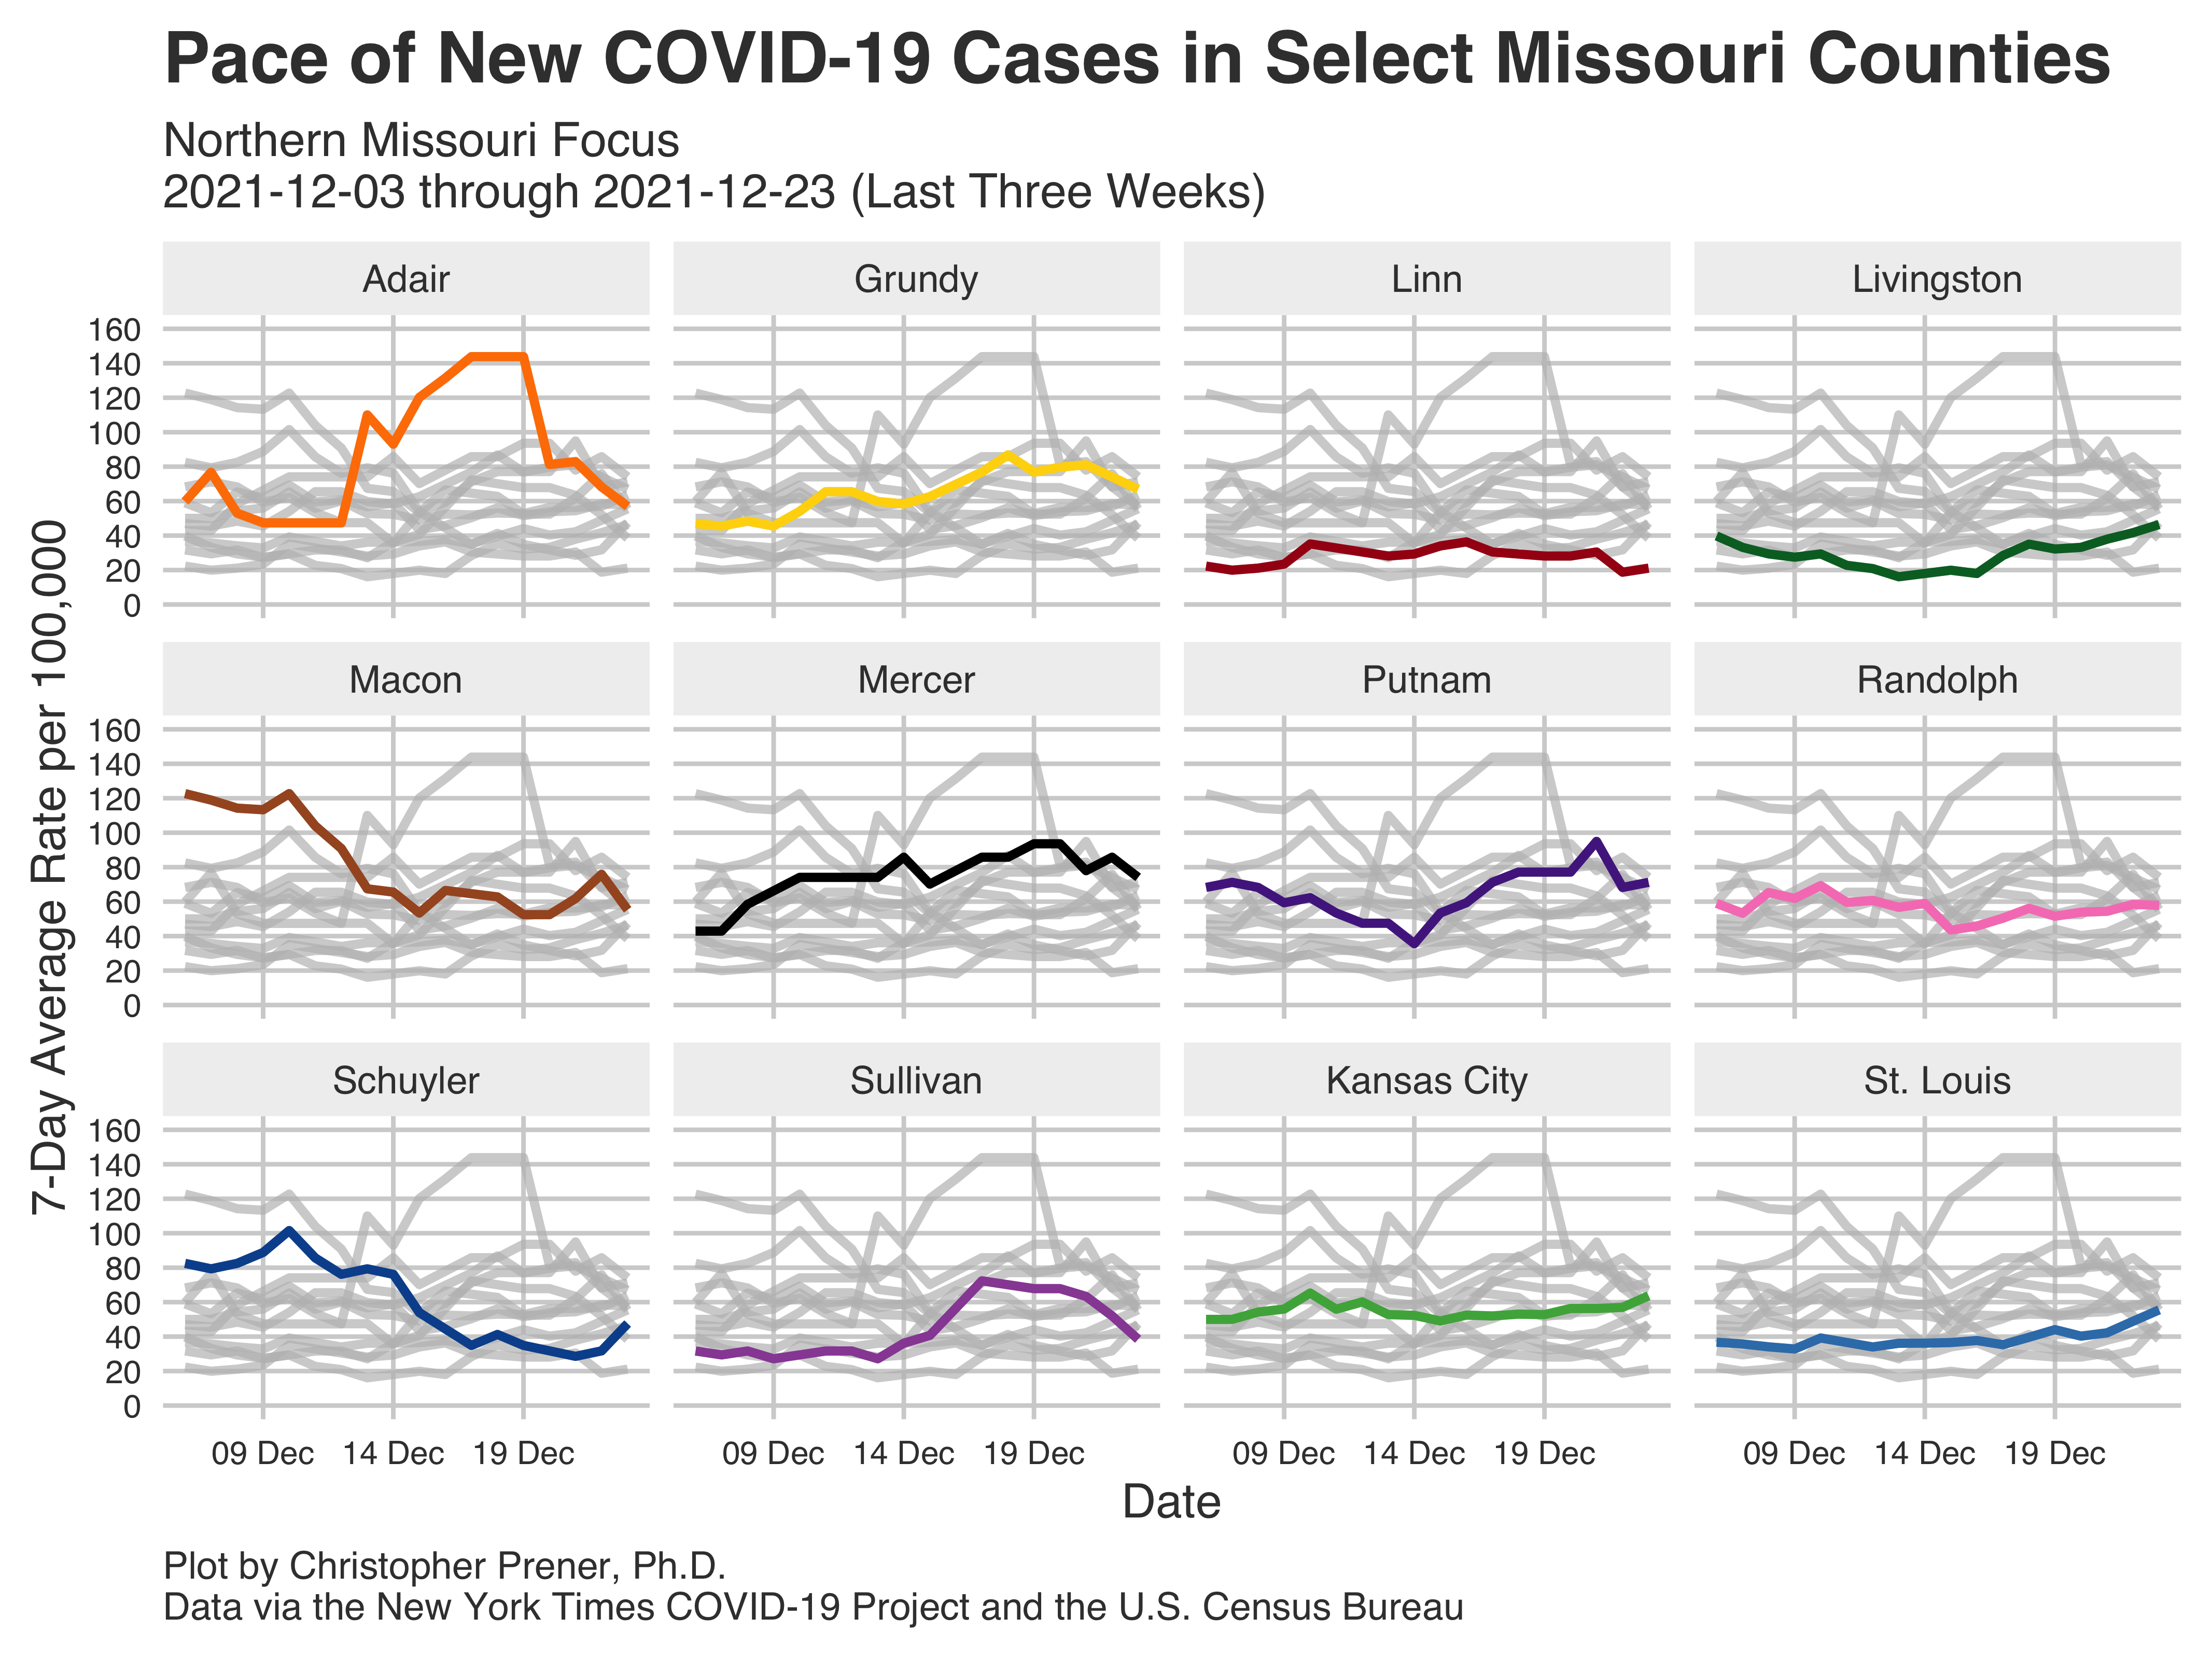 Pace of New COVID-19 Cases in Select Missouri Counties
Northern Missouri Focus
2021-12-03 through 2021-12-23 (Last Three Weeks)
7-Day Average Rate per 100,000
Adair
Grundy
Linn
Livingston
160
140
120
100
80
60
40
20
0
Macon
Mercer
Putnam
Randolph
160
140
120
100
80
60
40
20
0
Schuyler
Sullivan
Kansas City
St. Louis
160
140
120
100
80
60
40
20
0
09 Dec 14 Dec 19 Dec
09 Dec 14 Dec 19 Dec
09 Dec 14 Dec 19 Dec
09 Dec 14 Dec 19 Dec
Date
Plot by Christopher Prener, Ph.D.
Data via the New York Times COVID-19 Project and the U.S. Census Bureau